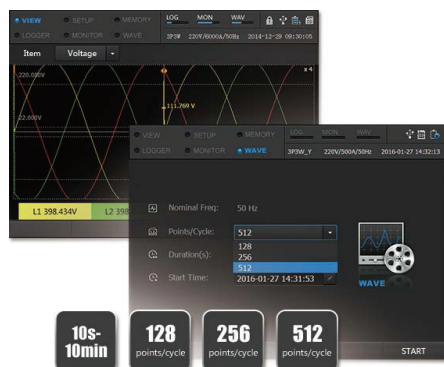 VIEW SETUP MEMORY LOG MON WAV
LOGGER MONITOR WAVE 3P3W 220V/6000A/50Hz 2014-12-29 09:30:05
Item Voltage
220.000V x 4
22.000V
111.769 V
L1 398.434V L2 398
VIEW SETUP MEMORY LOG MON WAV
LOGGER MONITOR WAVE 3P3W_Y 220V/500A/50Hz 2016-01-27 14:32:13
Nominal Freq: 50 Hz
Points/Cycle: 512
128
Duration(s): 256
512
Start Time: 2016-01-27 14:31:53
WAVE
10s-
10min
128
points/cycle
256
points/cycle
512
points/cycle
START